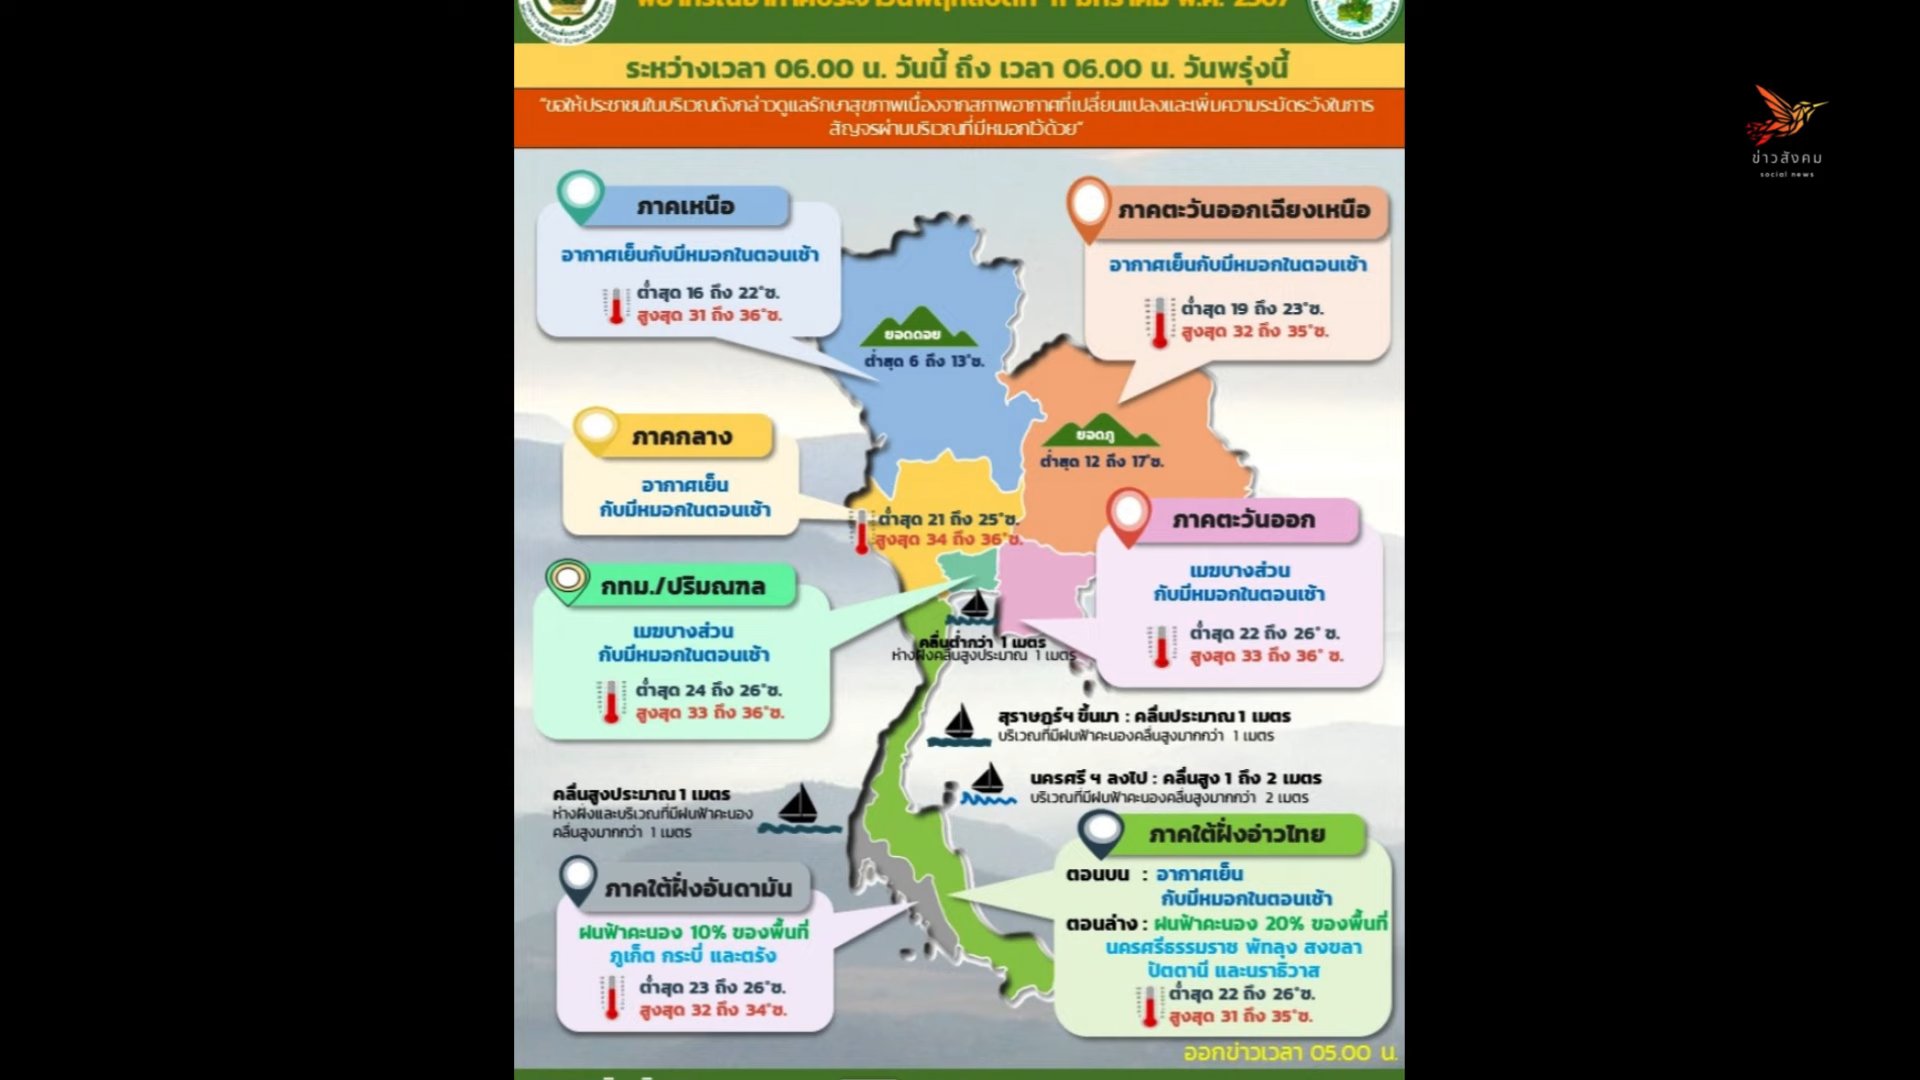 ระหว่างเวลา 06.00 น. วันนี้ ถึง เวลา 06.00 น. วันพรุ่งนี้
"ขอให้ประชาชนในบริเวณดังกล่าวดูแลรักษาสุขภาพเนื่องจากสภาพอากาศที่เปลี่ยนแปลงและเพิ่มความระมัดระวังในการ
สัญจรผ่านบริเวณที่มีหมอกไว้ด้วย"
ข่าวสังคม
social news
ภาคเหนือ
อากาศเย็นกับมีหมอกในตอนเช้า
ต่ำสุด 16 ถึง 22°ซ.
สูงสุด 31 ถึง 36°ซ.
ยอดดอย
ต่ำสุด 6 ถึง 13°ซ.
ภาคตะวันออกเฉียงเหนือ
อากาศเย็นกับมีหมอกในตอนเช้า
ต่ำสุด 19 ถึง 23°ซ.
สูงสุด 32 ถึง 35°ซ.
ยอดภู
ต่ำสุด 12 ถึง 17°ซ.
ภาคกลาง
อากาศเย็น
กับมีหมอกในตอนเช้า
ต่ำสุด 21 ถึง 25°ซ.
สูงสุด 34 ถึง 36°ซ.
ภาคตะวันออก
เมฆบางส่วน
กับมีหมอกในตอนเช้า
ต่ำสุด 22 ถึง 26° ซ.
สูงสุด 33 ถึง 36° ซ.
กทม./ปริมณฑล
เมฆบางส่วน
กับมีหมอกในตอนเช้า
ต่ำสุด 24 ถึง 26°ซ.
สูงสุด 33 ถึง 36°ซ.
คลื่นต่ำกว่า 1 เมตร
ห่างฝั่งคลื่นสูงประมาณ 1 เมตร
สุราษฎร์ฯ ขึ้นมา : คลื่นประมาณ 1 เมตร
บริเวณที่มีฝนฟ้าคะนองคลื่นสูงมากกว่า 1 เมตร
นครศรี ฯ ลงไป : คลื่นสูง 1 ถึง 2 เมตร
บริเวณที่มีฝนฟ้าคะนองคลื่นสูงมากกว่า 2 เมตร
คลื่นสูงประมาณ 1 เมตร
ห่างฝั่งและบริเวณที่มีฝนฟ้าคะนอง
คลื่นสูงมากกว่า 1 เมตร
ภาคใต้ฝั่งอันดามัน
ฝนฟ้าคะนอง 10% ของพื้นที่
ภูเก็ต กระบี่ และตรัง
ต่ำสุด 23 ถึง 26°ซ.
สูงสุด 32 ถึง 34°ซ.
ภาคใต้ฝั่งอ่าวไทย
ตอนบน : อากาศเย็น
กับมีหมอกในตอนเช้า
ตอนล่าง : ฝนฟ้าคะนอง 20% ของพื้นที่
นครศรีธรรมราช พัทลุง สงขลา
ปัตตานี และนราธิวาส
ต่ำสุด 22 ถึง 26°ซ.
สูงสุด 31 ถึง 35°ซ.
ออกข่าวเวลา 05.00 น.